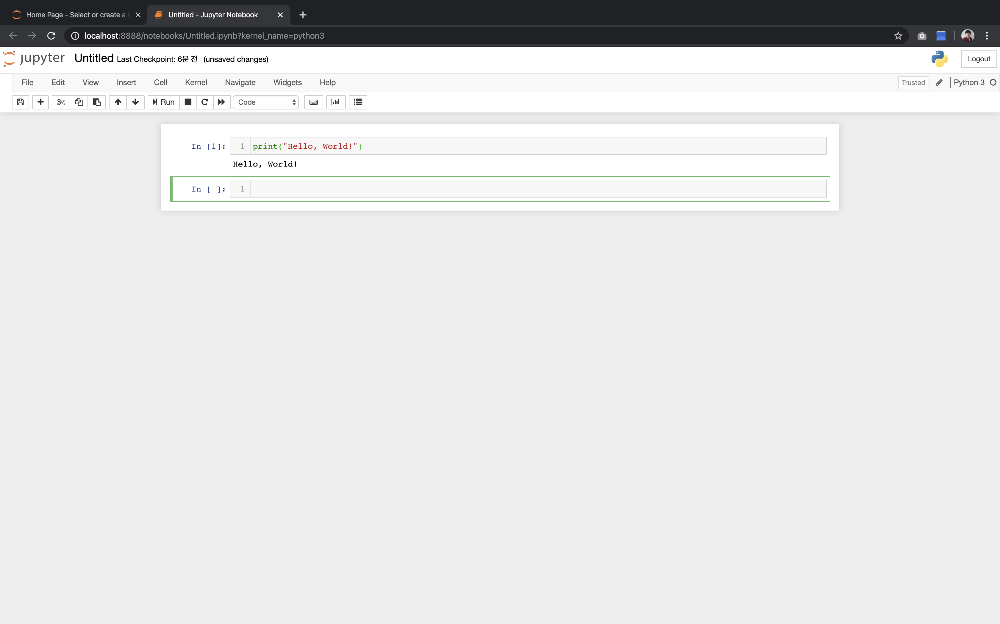 Home Page - Select or create a
Untitled - Jupyter Notebook
localhost:8888/notebooks/Untitled.ipynb?kernel_name=python3
jupyter Untitled Last Checkpoint: 6분 전 (unsaved changes)
Logout
File Edit View Insert Cell Kernel Navigate Widgets Help
Trusted Python 3
Run Code
In [1]: 1 print("Hello, World!")
Hello, World!
In [ ]: 1